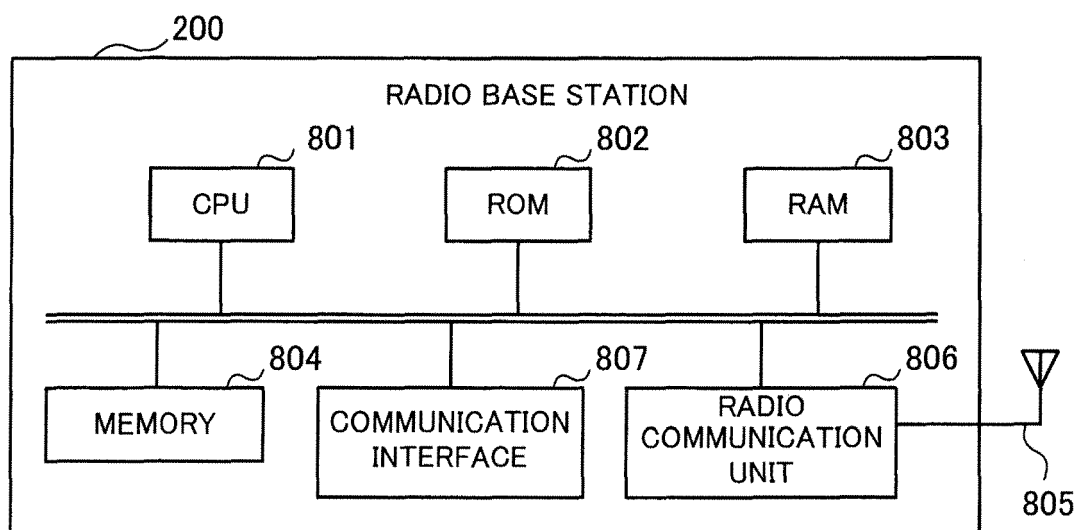 200
RADIO BASE STATION
801
802
803
CPU
ROM
RAM
804
807
806
MEMORY
COMMUNICATION
INTERFACE
RADIO
COMMUNICATION
UNIT
805